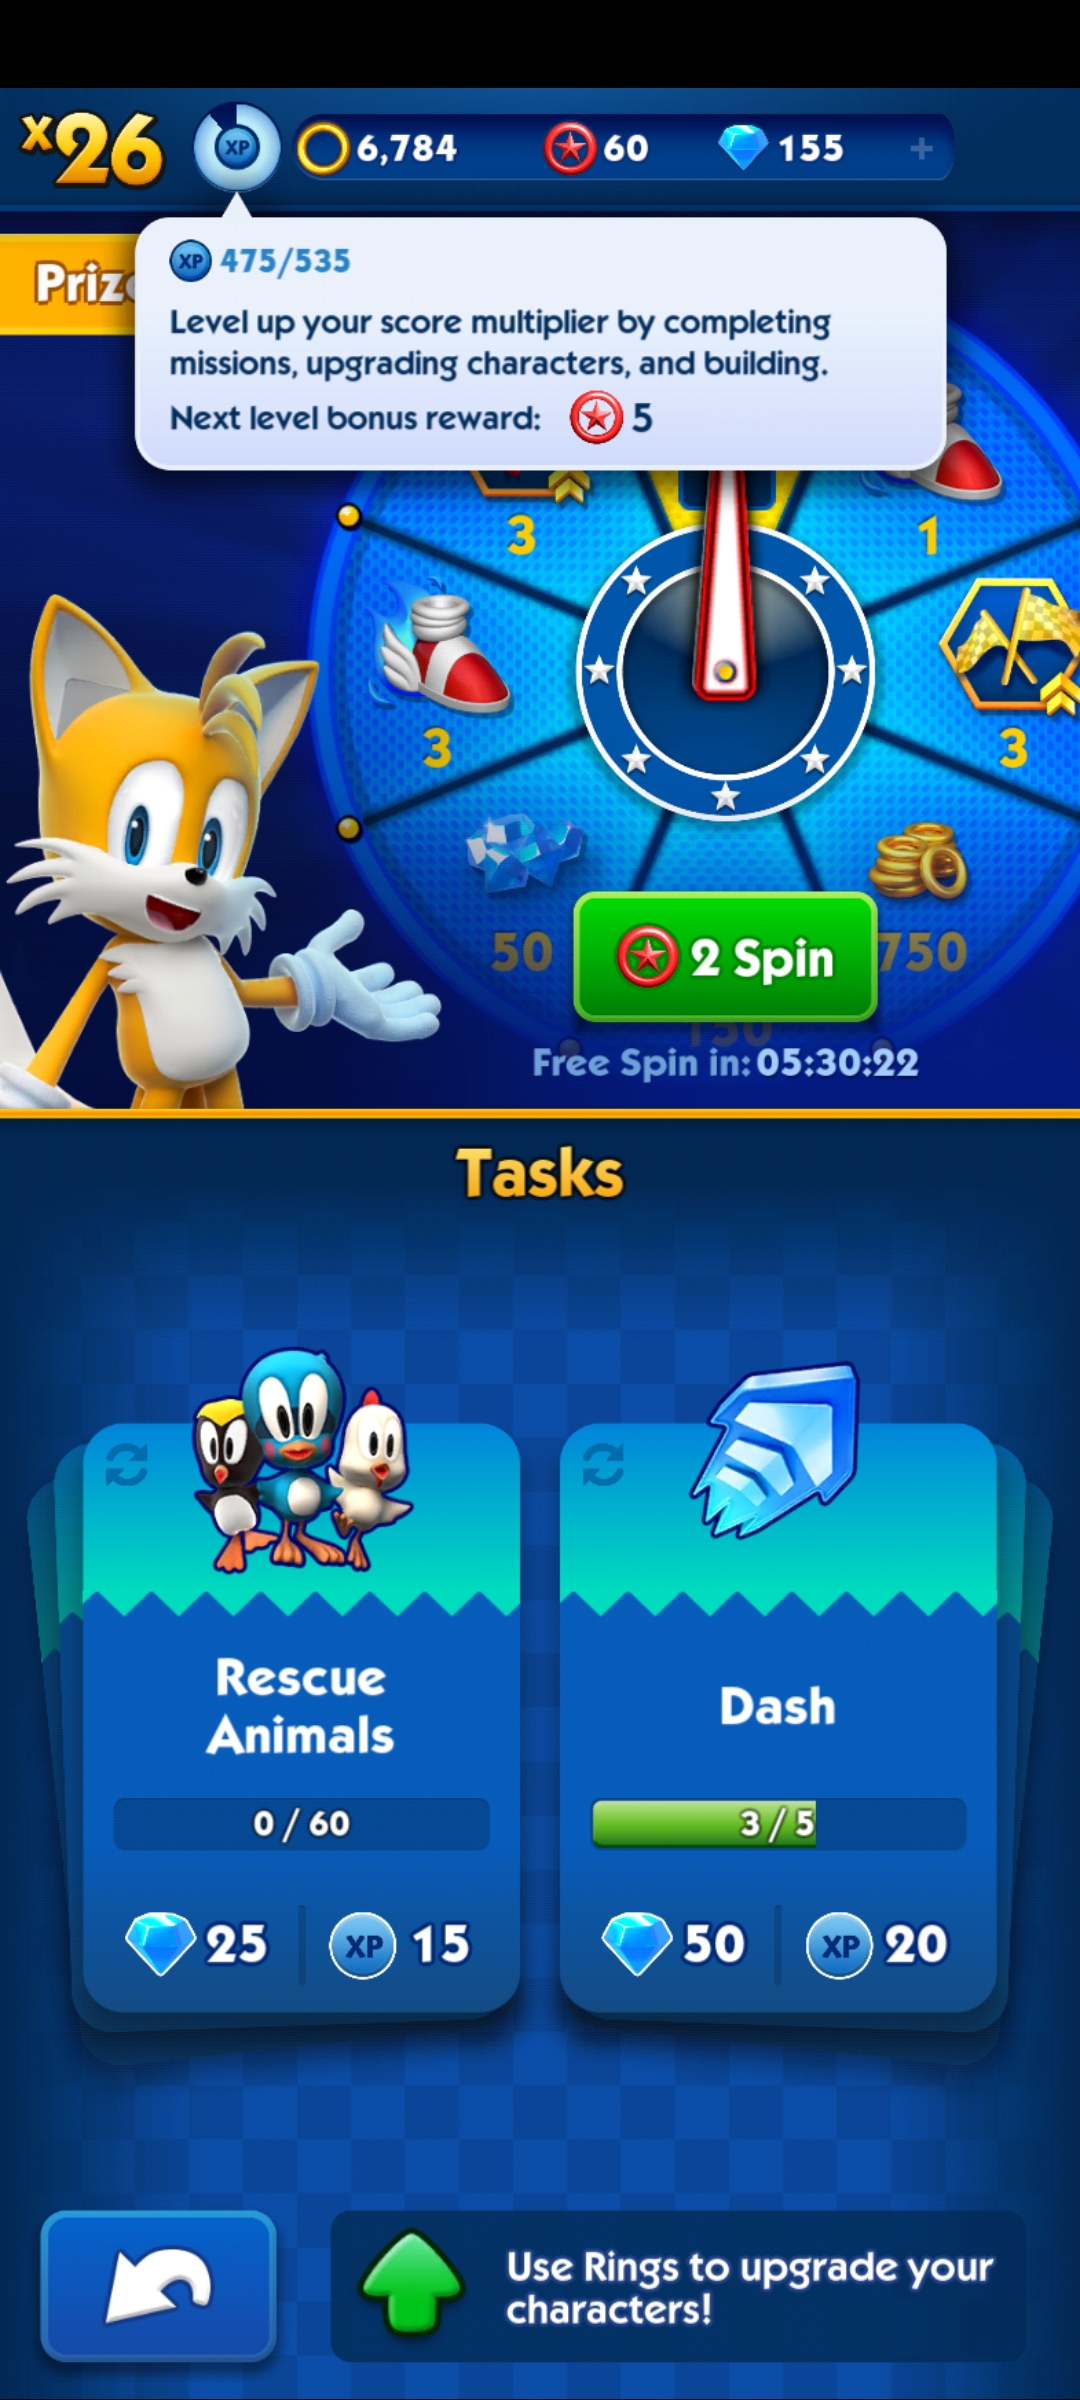 x26
XP
6,784
60
155
+
XP 475/535
Level up your score multiplier by completing
missions, upgrading characters, and building.
Next level bonus reward: 5
3
1
3
3
50
2 Spin
750
150
Free Spin in: 05:30:22
Tasks
Rescue
Animals
0 / 60
25
XP 15
Dash
3 / 5
50
XP 20
Use Rings to upgrade your
characters!